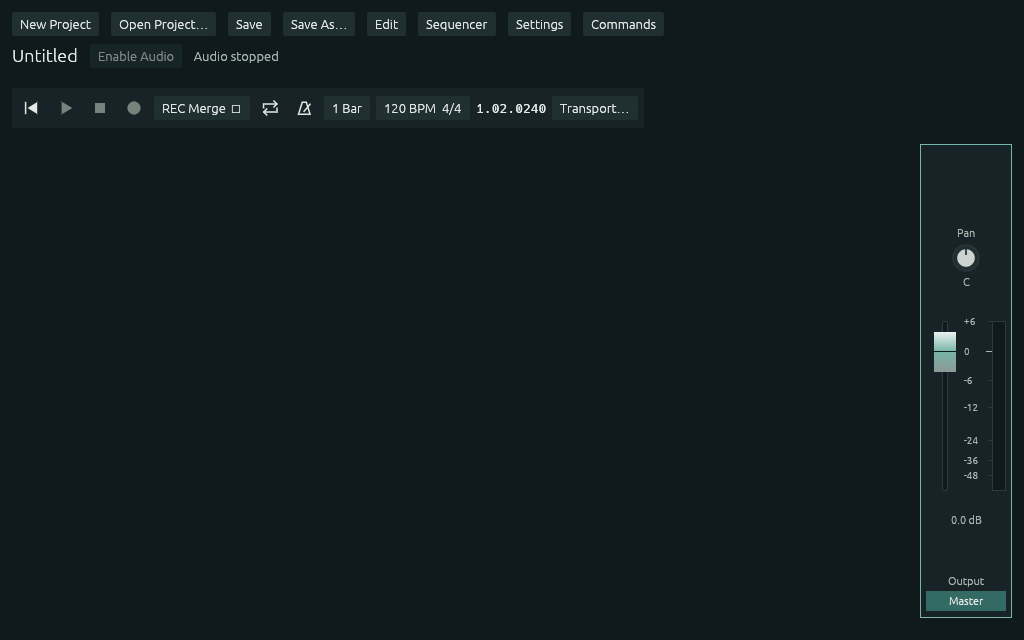 New Project Open Project... Save Save As... Edit Sequencer Settings Commands
Untitled Enable Audio Audio stopped
REC Merge 1 Bar 120 BPM 4/4 1.02.0240 Transport...
Pan
C
+6
0
-6
-12
-24
-36
-48
0.0 dB
Output
Master